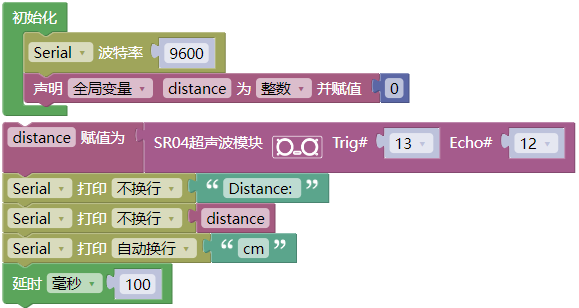 初始化
Serial 波特率 9600
声明 全局变量 distance 为 整数 并赋值 0
distance 赋值为 SR04超声波模块 Trig# 13 Echo# 12
Serial 打印 不换行 “ Distance: ”
Serial 打印 不换行 distance
Serial 打印 自动换行 “ cm ”
延时 毫秒 100